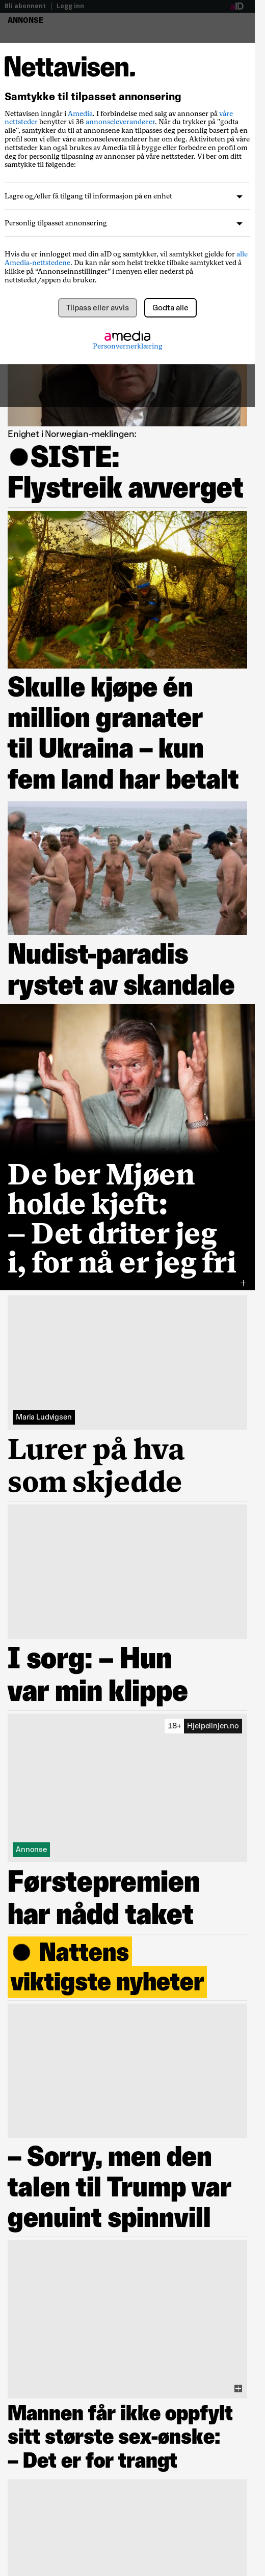 Bli abonnent | Logg inn
aID
ANNONSE
Nettavisen.
Samtykke til tilpasset annonsering
Nettavisen inngår i Amedia. I forbindelse med salg av annonser på våre
nettsteder benytter vi 36 annonseleverandører. Når du trykker på "godta
alle", samtykker du til at annonsene kan tilpasses deg personlig basert på en
profil som vi eller våre annonseleverandører har om deg. Aktiviteten på våre
nettsteder kan også brukes av Amedia til å bygge eller forbedre en profil om
deg for personlig tilpasning av annonser på våre nettsteder. Vi ber om ditt
samtykke til følgende:
Lagre og/eller få tilgang til informasjon på en enhet
Personlig tilpasset annonsering
Hvis du er innlogget med din aID og samtykker, vil samtykket gjelde for alle
Amedia-nettstedene. Du kan når som helst trekke tilbake samtykket ved å
klikke på “Annonseinnstillinger” i menyen eller nederst på
nettstedet/appen du bruker.
Tilpass eller avvis
Godta alle
amedia
Personvernerklæring
Enighet i Norwegian-meklingen:
●SISTE:
Flystreik avverget
Skulle kjøpe én
million granater
til Ukraina – kun
fem land har betalt
Nudist-paradis
rystet av skandale
De ber Mjøen
holde kjeft:
– Det driter jeg
i, for nå er jeg fri
Maria Ludvigsen
Lurer på hva
som skjedde
I sorg: – Hun
var min klippe
18+ Hjelpelinjen.no
Annonse
Førstepremien
har nådd taket
● Nattens
viktigste nyheter
– Sorry, men den
talen til Trump var
genuint spinnvill
Mannen får ikke oppfylt
sitt største sex-ønske:
– Det er for trangt